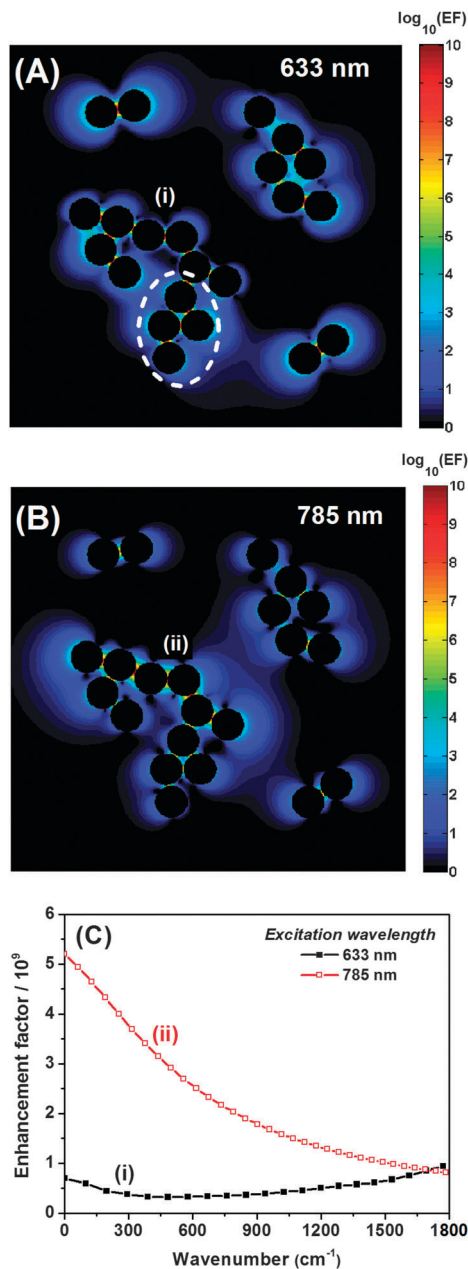 log10(EF)
(A)
633 nm
10
9
8
7
6
5
4
3
2
1
0
(i)
log10(EF)
(B)
785 nm
10
9
8
7
6
5
4
3
2
1
0
(ii)
(C)
Excitation wavelength
633 nm
785 nm
(ii)
(i)
Enhancement factor / 10⁹
6
5
4
3
2
1
0
0 300 600 900 1200 1500 1800
Wavenumber (cm⁻¹)